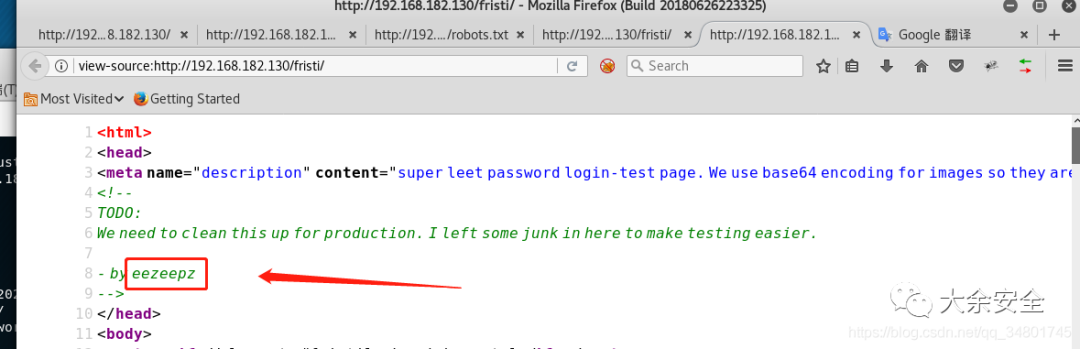 http://192.168.182.130/fristi/ - Mozilla Firefox (Build 20180626223325)
http://192...8.182.130/ × http://192.168.182.1... × http://192.../robots.txt × http://192....130/fristi/ × http://192.168.182.1... × Google 翻译 × +
view-source:http://192.168.182.130/fristi/ Search
Most Visited Getting Started
1 <html>
2 <head>
3 <meta name="description" content="super leet password login-test page. We use base64 encoding for images so they are
4 <!--
5 TODO:
6 We need to clean this up for production. I left some junk in here to make testing easier.
7
8 - by eezeepz
9 -->
10 </head>
11 <body>
大余安全
https://blog.csdn.net/qq_34801745